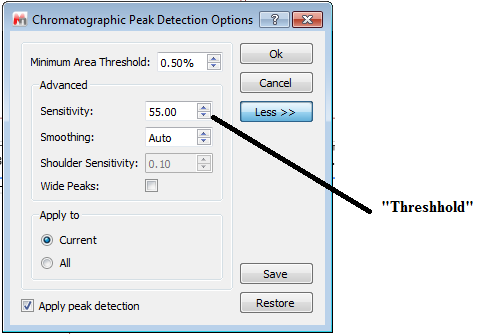 Chromatographic Peak Detection Options
Minimum Area Threshold: 0.50%
Ok
Advanced
Cancel
Sensitivity: 55.00
Less >>
Smoothing: Auto
Shoulder Sensitivity: 0.10
Wide Peaks:
"Threshhold"
Apply to
Current
All
Save
Apply peak detection
Restore